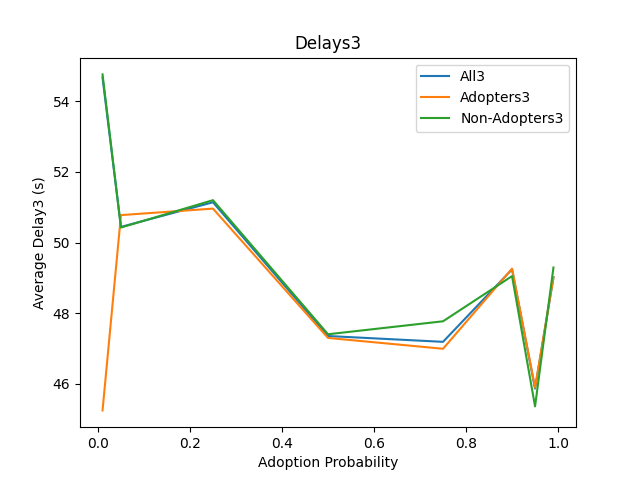 Delays3
All3
Adopters3
Non-Adopters3
Average Delay3 (s)
54
52
50
48
46
0.0 0.2 0.4 0.6 0.8 1.0
Adoption Probability